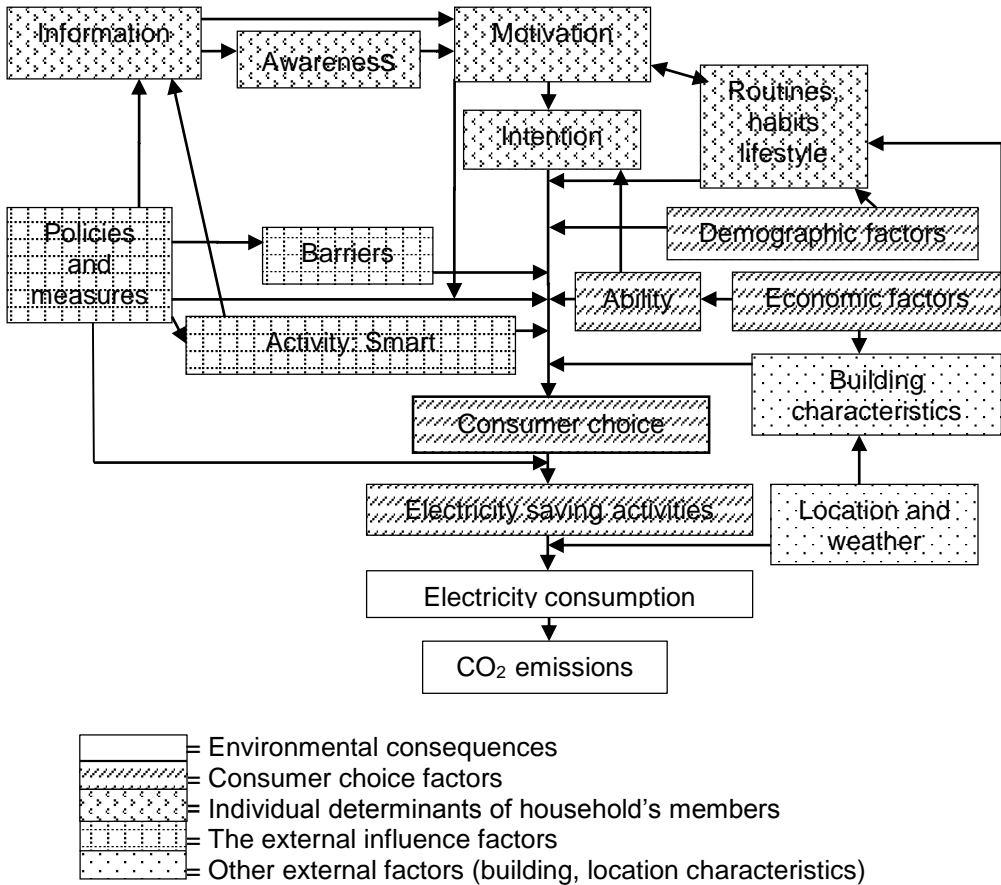 Information
Motivation
Awareness
Routines,
habits
lifestyle
Intention
Policies
and
measures
Demographic factors
Barriers
Ability
Economic factors
Activity: Smart
Building
characteristics
Consumer choice
Electricity saving activities
Location and
weather
Electricity consumption
CO₂ emissions
= Environmental consequences
= Consumer choice factors
= Individual determinants of household’s members
= The external influence factors
= Other external factors (building, location characteristics)